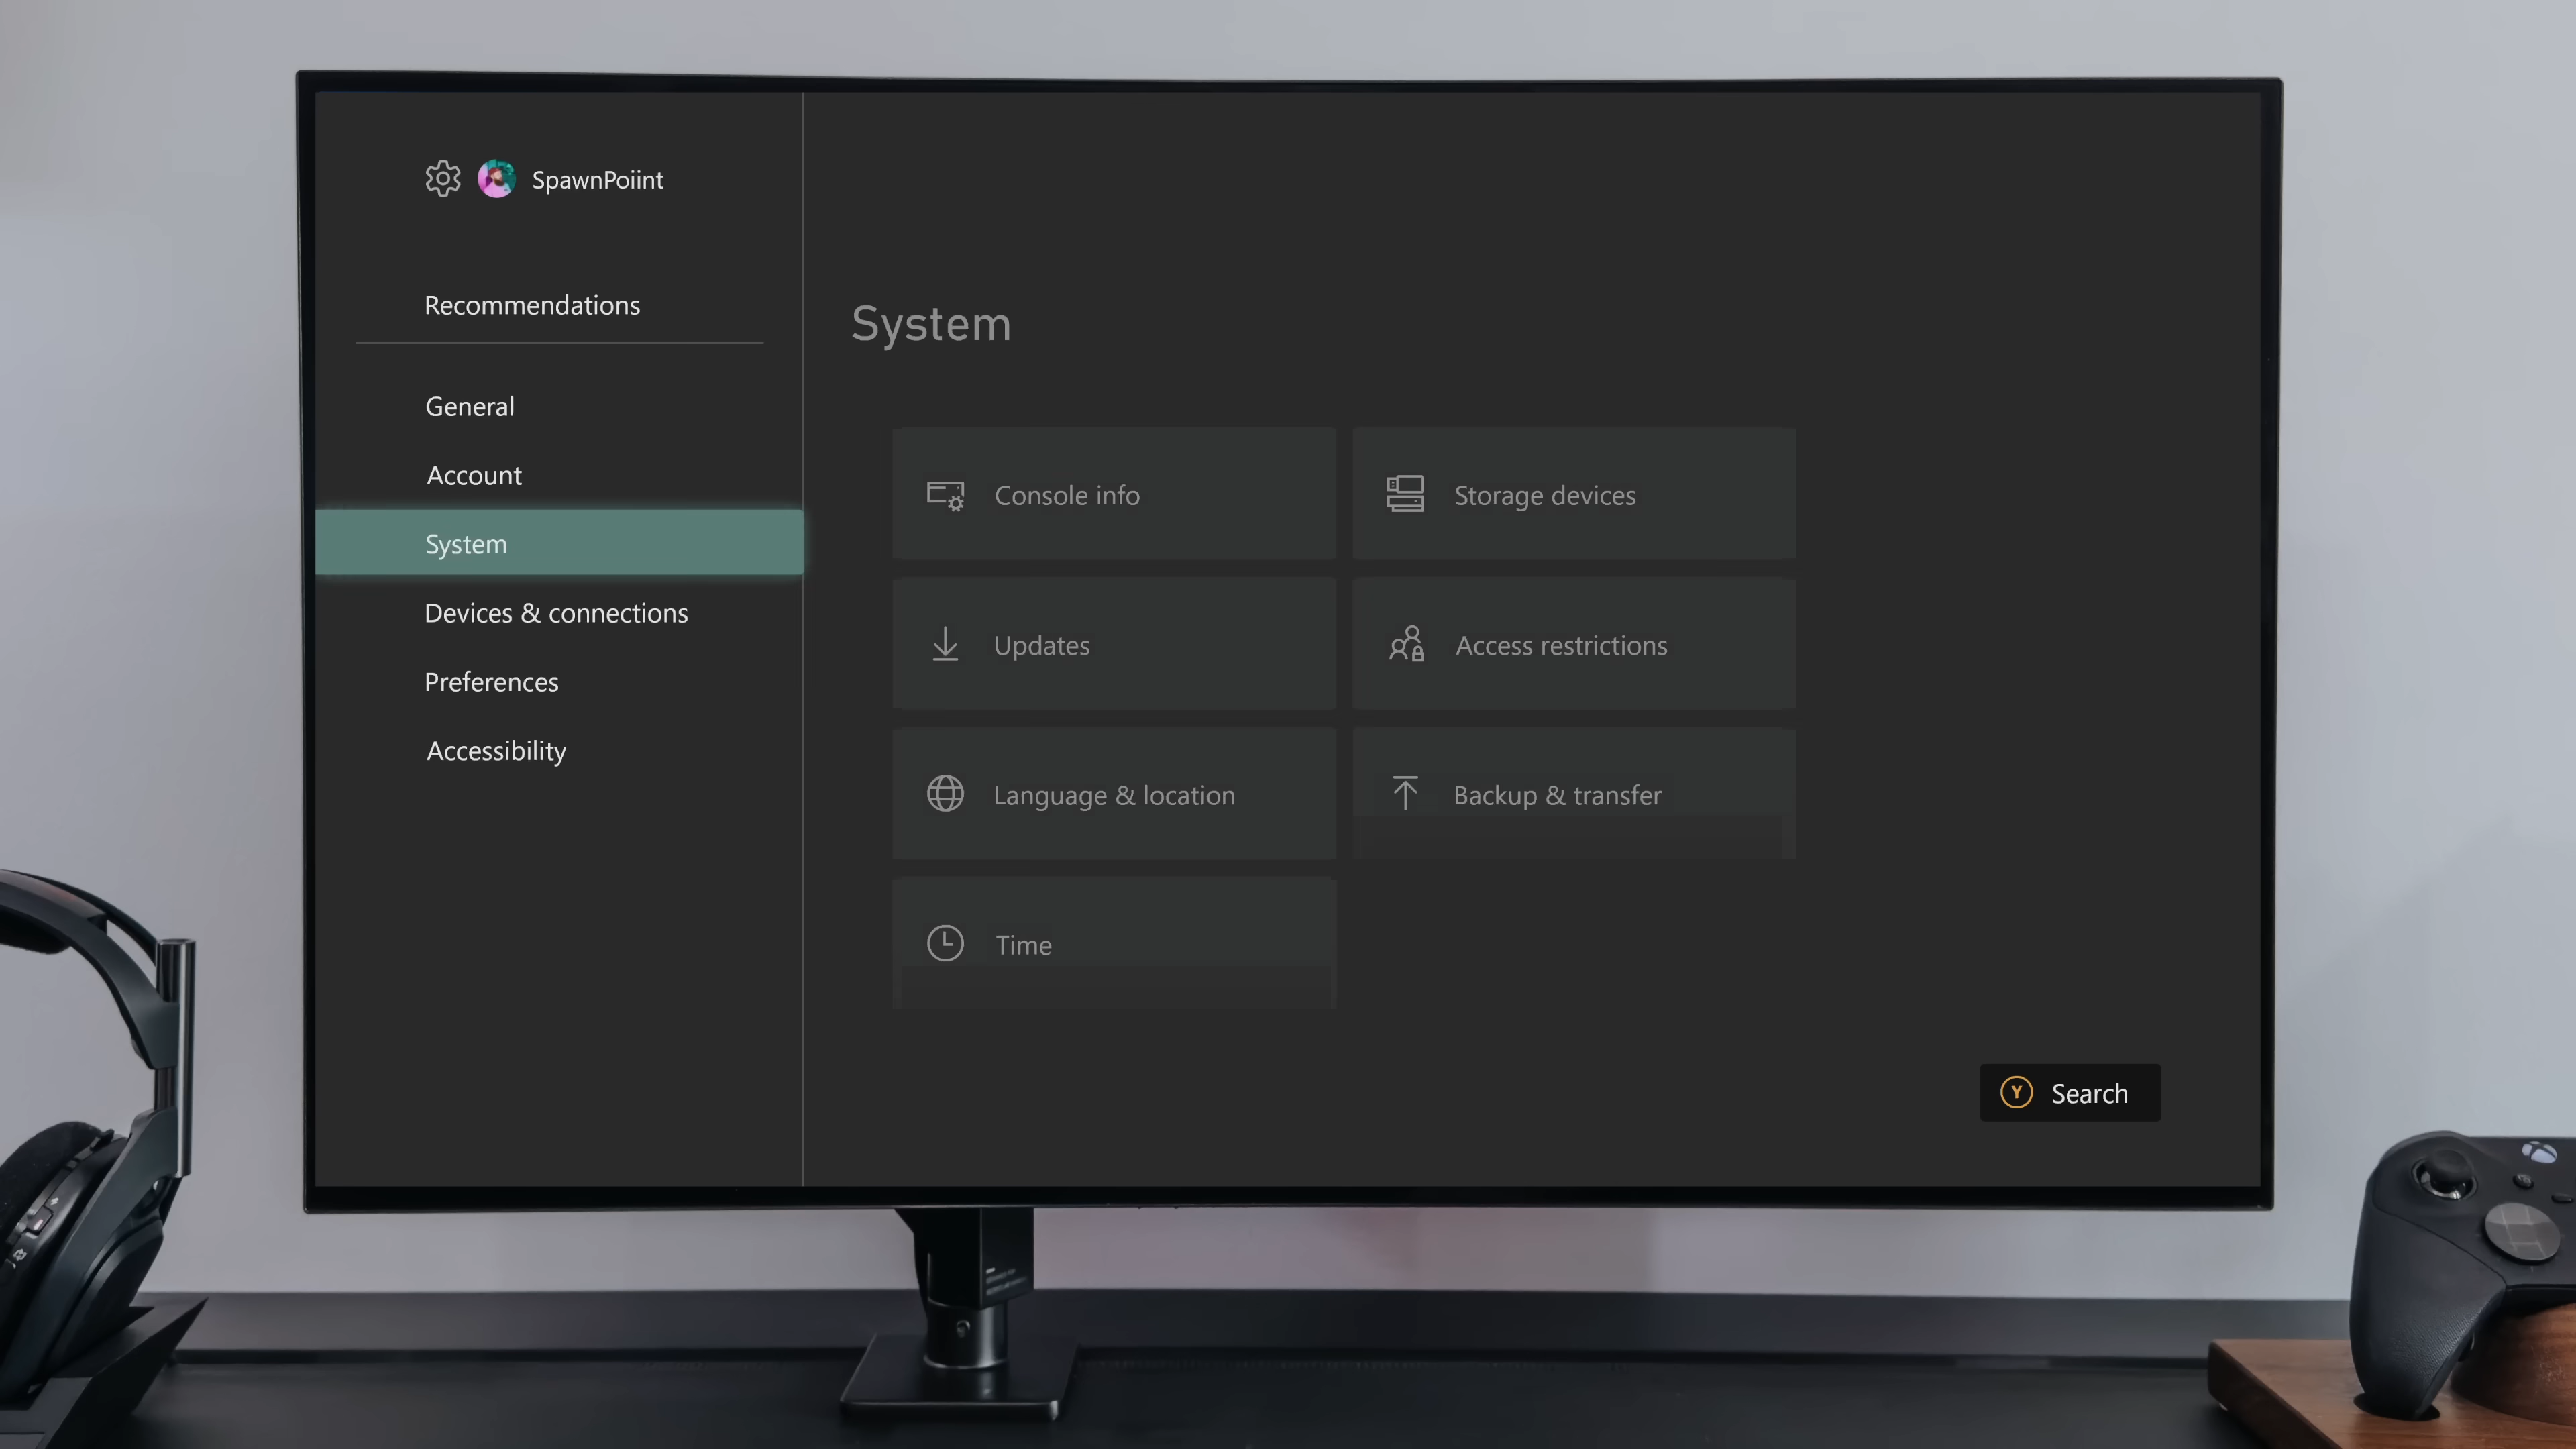 SpawnPoiint
Recommendations
General
Account
System
Devices & connections
Preferences
Accessibility
System
Console info
Storage devices
Updates
Access restrictions
Language & location
Backup & transfer
Time
Y Search